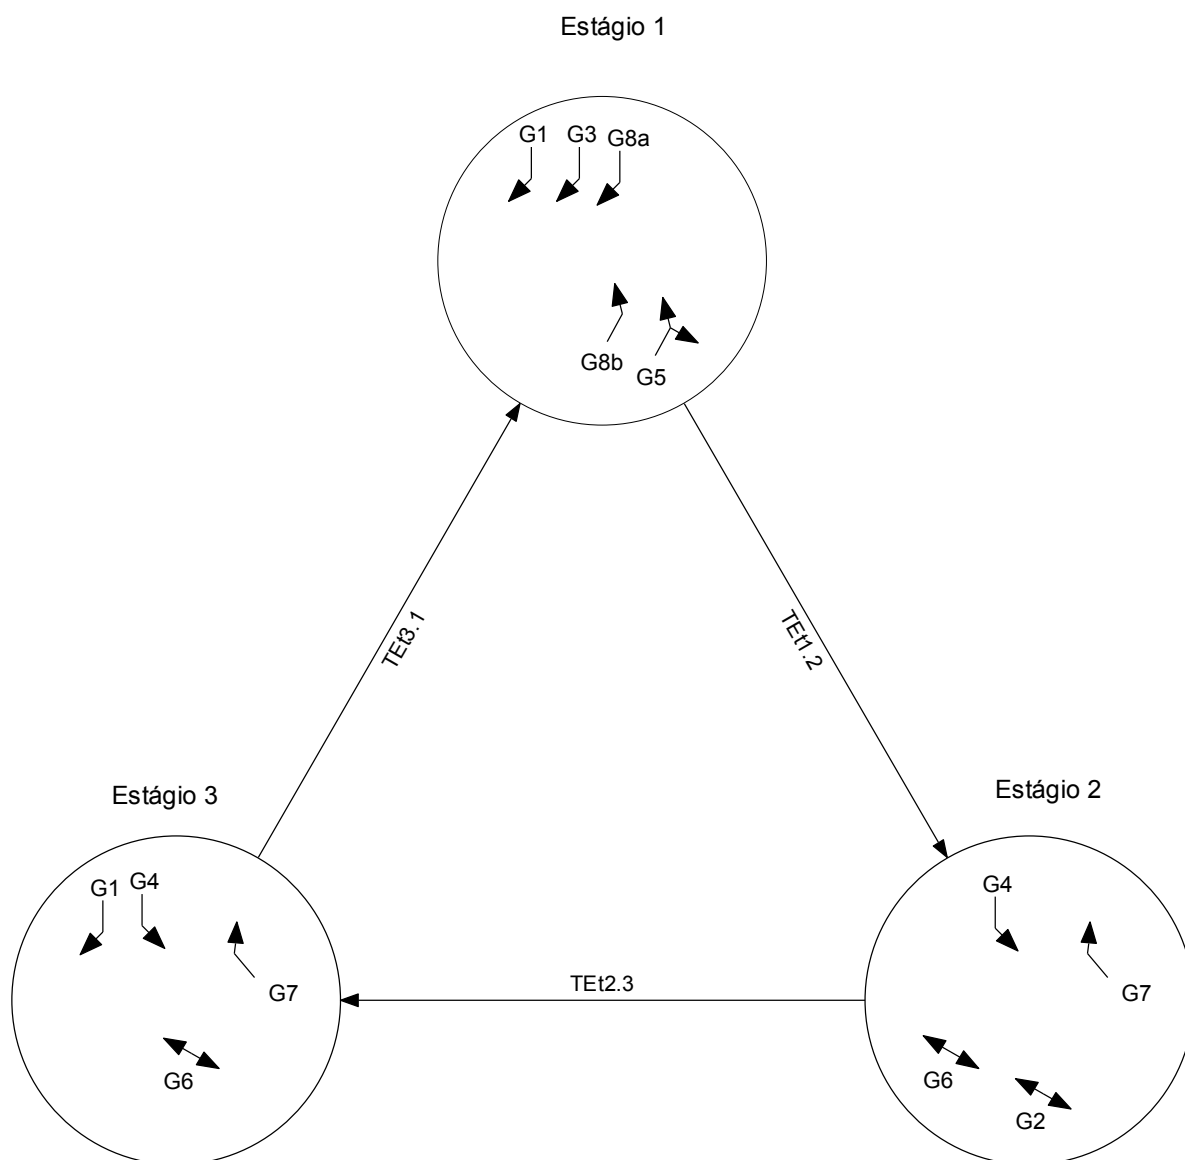 Estágio 1
G1 G3 G8a
G8b G5
TEt3.1
TEt1.2
Estágio 3
G1 G4
G7
G6
TEt2.3
Estágio 2
G4
G7
G6
G2